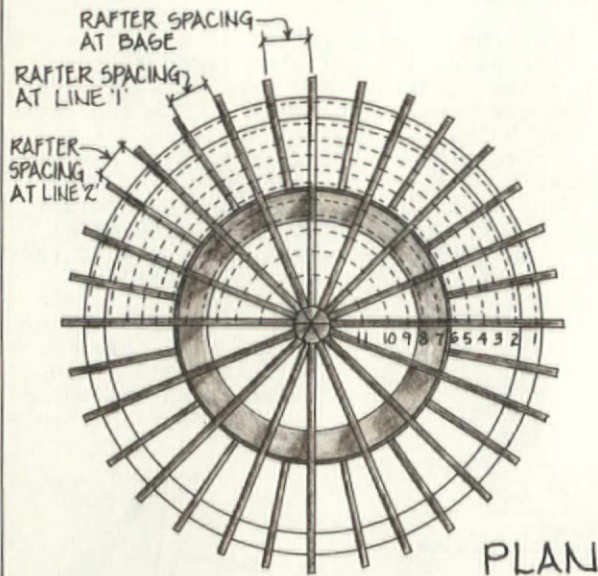 RAFTER SPACING
AT BASE
RAFTER SPACING
AT LINE '1'
RAFTER
SPACING
AT LINE '2'
11 10 9 8 7 6 5 4 3 2 1
PLAN